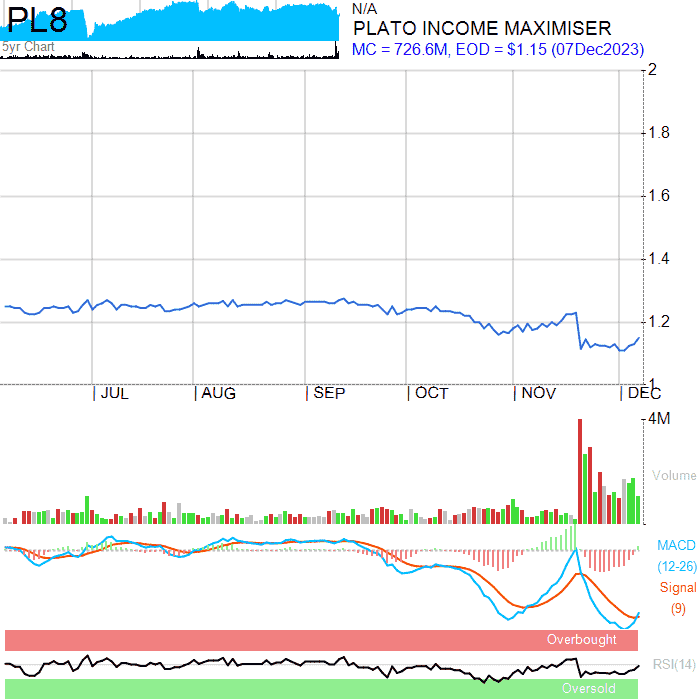 PL8
5yr Chart
N/A
PLATO INCOME MAXIMISER
MC = 726.6M, EOD = $1.15 (07Dec2023)
2
1.8
1.6
1.4
1.2
1
JUL AUG SEP OCT NOV DEC
4M
Volume
MACD
(12-26)
Signal
(9)
Overbought
RSI(14)
Oversold